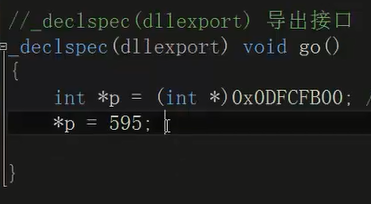 //_declspec(dllexport) 导出接口
_declspec(dllexport) void go()
{
int *p = (int *)0x0DFCFB00; /
*p = 595;
}